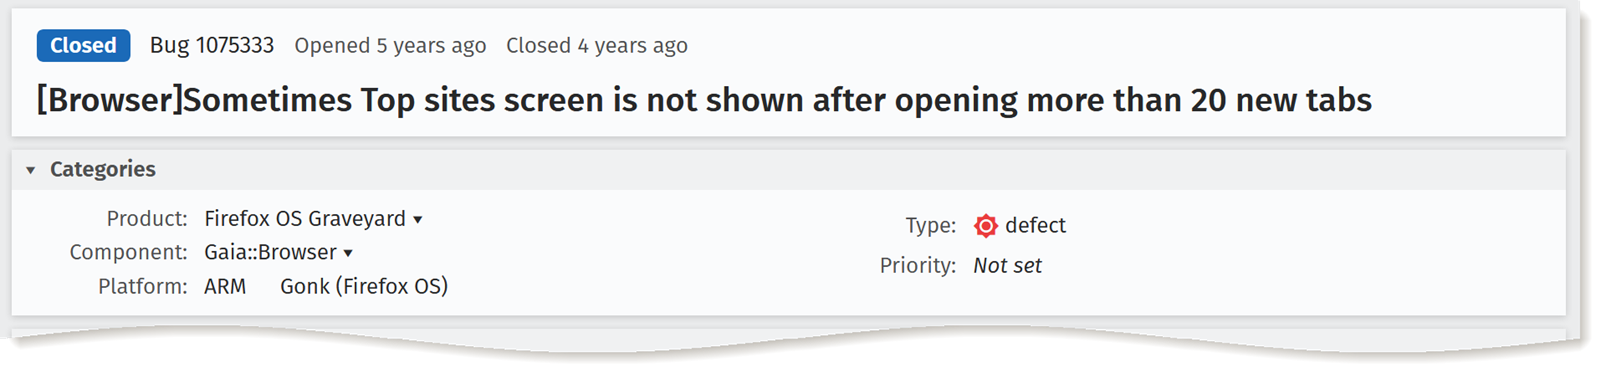 Closed Bug 1075333 Opened 5 years ago Closed 4 years ago
[Browser]Sometimes Top sites screen is not shown after opening more than 20 new tabs
Categories
Product: Firefox OS Graveyard
Component: Gaia::Browser
Platform: ARM Gonk (Firefox OS)
Type: defect
Priority: Not set